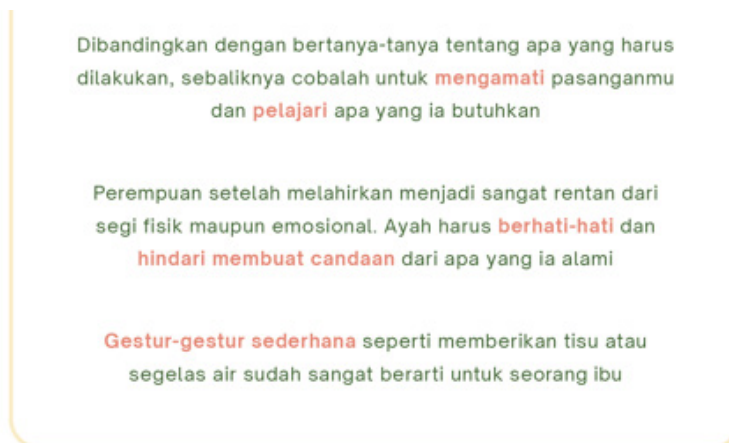 Dibandingkan dengan bertanya-tanya tentang apa yang harus
dilakukan, sebaliknya cobalah untuk mengamati pasanganmu
dan pelajari apa yang ia butuhkan
Perempuan setelah melahirkan menjadi sangat rentan dari
segi fisik maupun emosional. Ayah harus berhati-hati dan
hindari membuat candaan dari apa yang ia alami
Gestur-gestur sederhana seperti memberikan tisu atau
segelas air sudah sangat berarti untuk seorang ibu